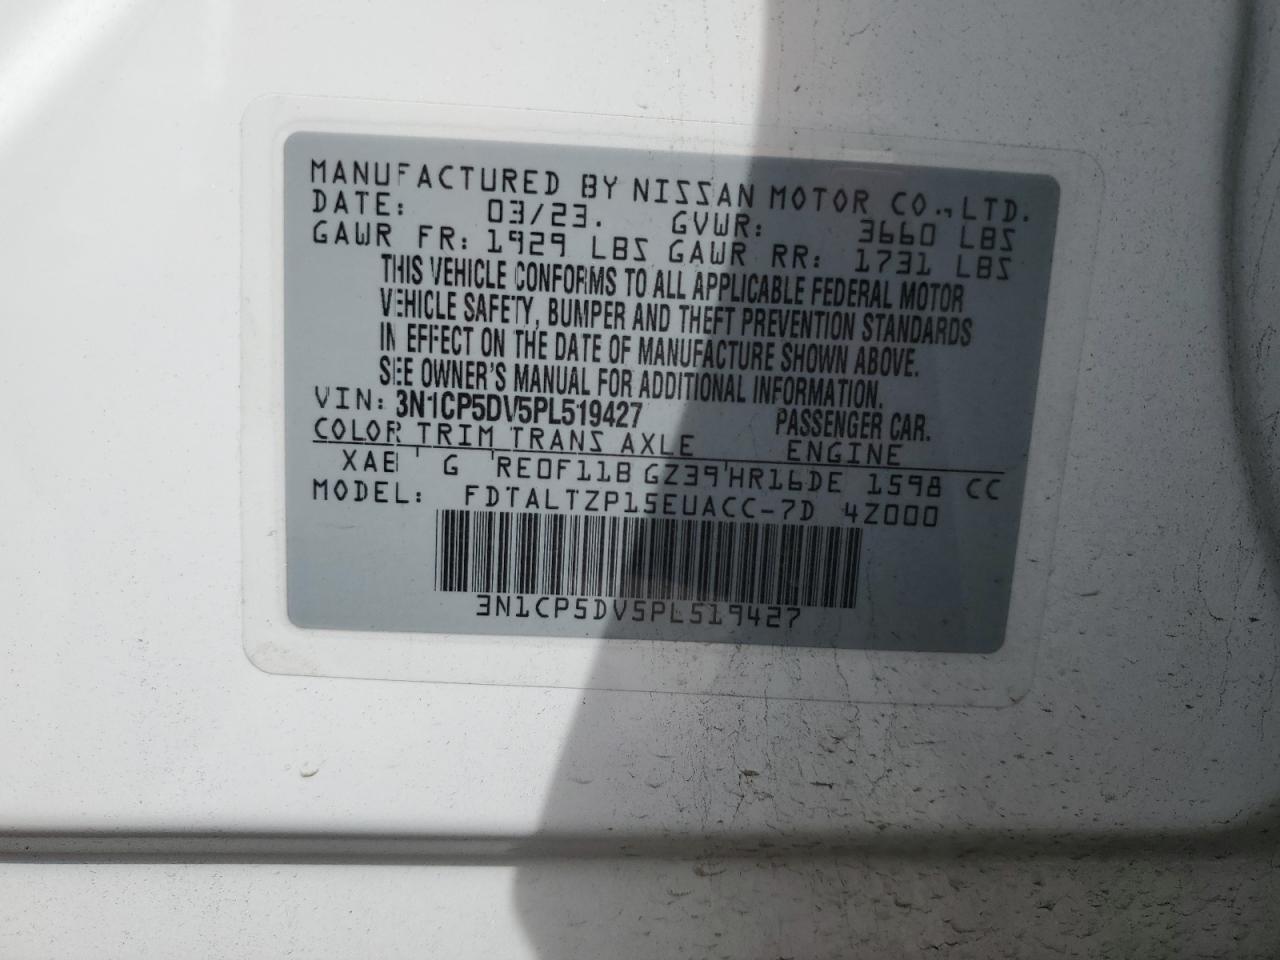 MANUFACTURED BY NISSAN MOTOR CO., LTD.
DATE: 03/23. GVWR: 3660 LBS
GAWR FR: 1929 LBS GAWR RR: 1731 LBS
THIS VEHICLE CONFORMS TO ALL APPLICABLE FEDERAL MOTOR
VEHICLE SAFETY, BUMPER AND THEFT PREVENTION STANDARDS
IN EFFECT ON THE DATE OF MANUFACTURE SHOWN ABOVE.
SEE OWNER'S MANUAL FOR ADDITIONAL INFORMATION.
VIN: 3N1CP5DV5PL519427 PASSENGER CAR.
COLOR TRIM TRANS AXLE ENGINE
XAB G RE0F11B GZ39 HR16DE 1598 CC
MODEL: FDTALTZP15EUACC-7D 4Z000
3N1CP5DV5PL519427